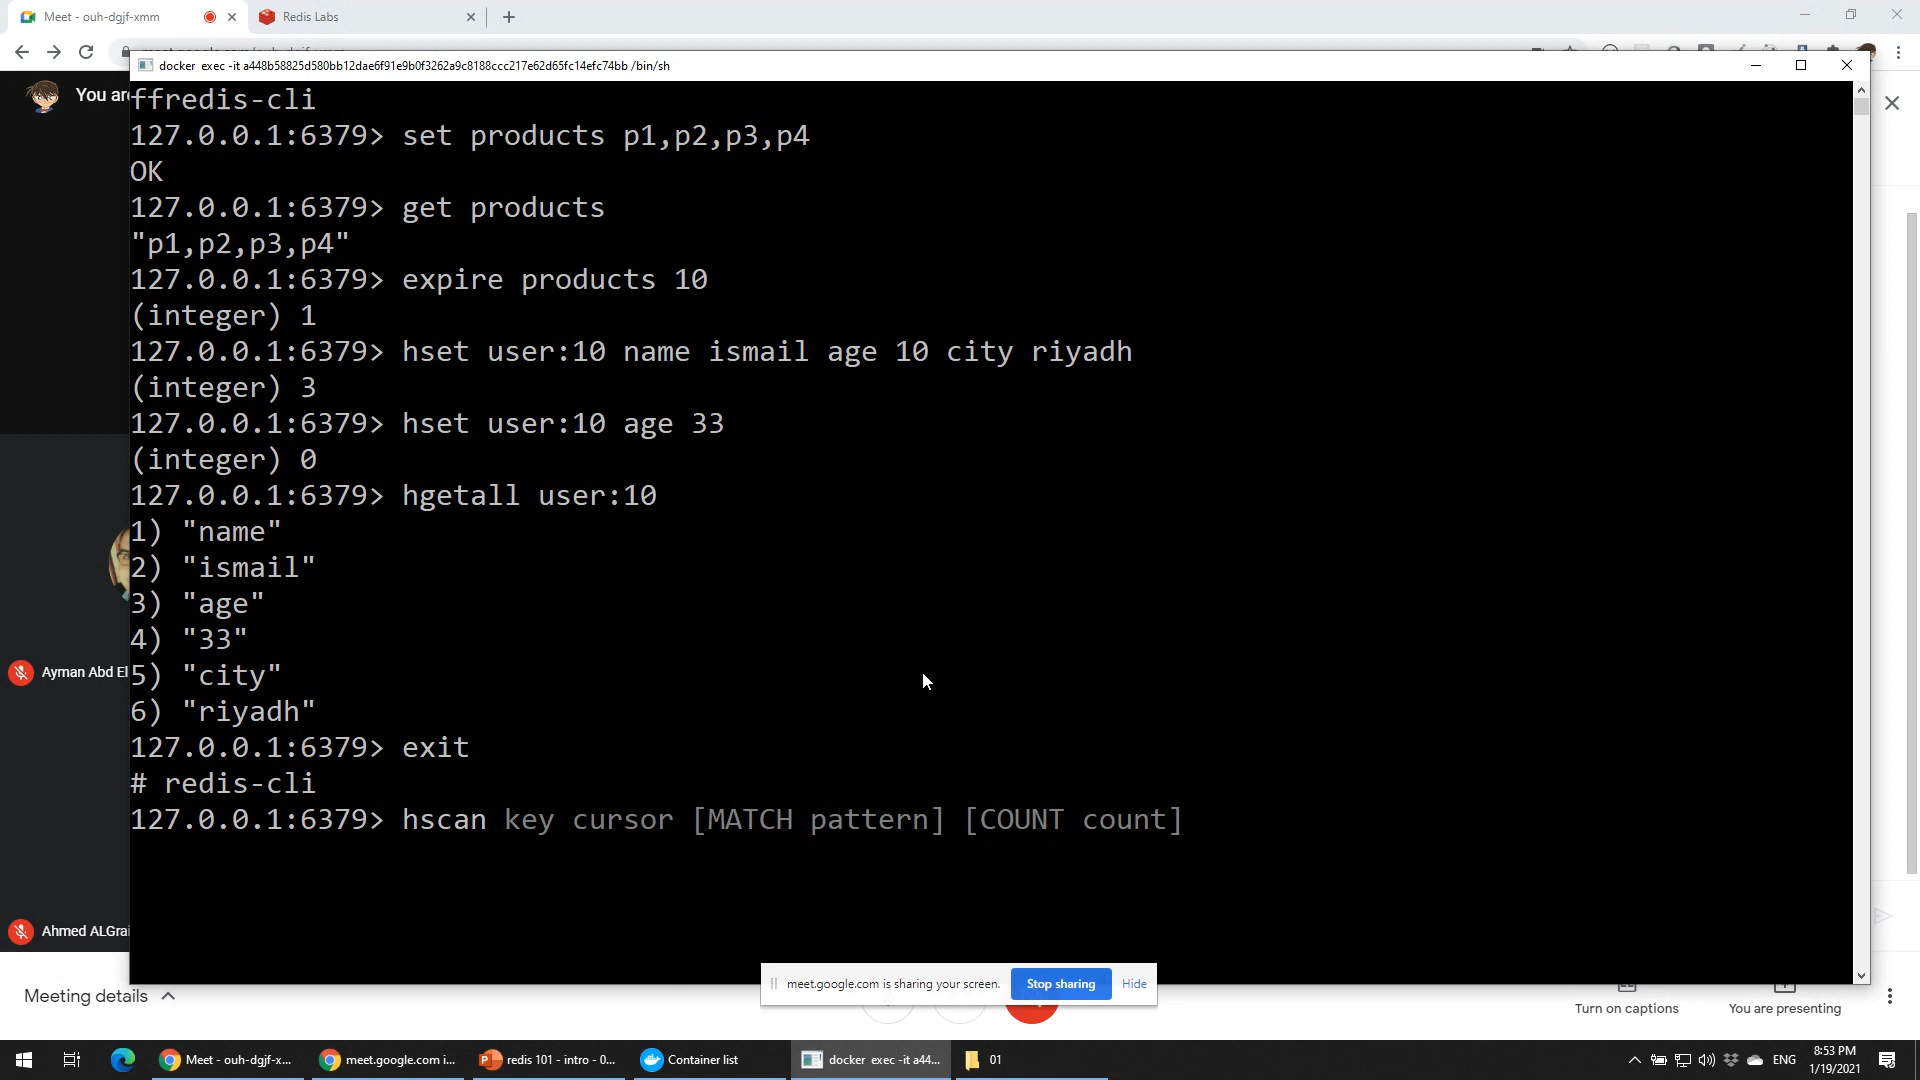 Meet - ouh-dgjf-xmm
Redis Labs
docker exec -it a448b58825d580bb12dae6f91e9b0f3262a9c8188ccc217e62d65fc14efc74bb /bin/sh
You are
ffredis-cli
127.0.0.1:6379> set products p1,p2,p3,p4
OK
127.0.0.1:6379> get products
"p1,p2,p3,p4"
127.0.0.1:6379> expire products 10
(integer) 1
127.0.0.1:6379> hset user:10 name ismail age 10 city riyadh
(integer) 3
127.0.0.1:6379> hset user:10 age 33
(integer) 0
127.0.0.1:6379> hgetall user:10
1) "name"
2) "ismail"
3) "age"
4) "33"
Ayman Abd El
5) "city"
6) "riyadh"
127.0.0.1:6379> exit
# redis-cli
127.0.0.1:6379> hscan key cursor [MATCH pattern] [COUNT count]
Ahmed ALGrai
meet.google.com is sharing your screen. Stop sharing Hide
Meeting details
Turn on captions
You are presenting
Meet - ouh-dgjf-x...
meet.google.com i...
redis 101 - intro - 0...
Container list
docker exec -it a44...
01
ENG
8:53 PM
1/19/2021